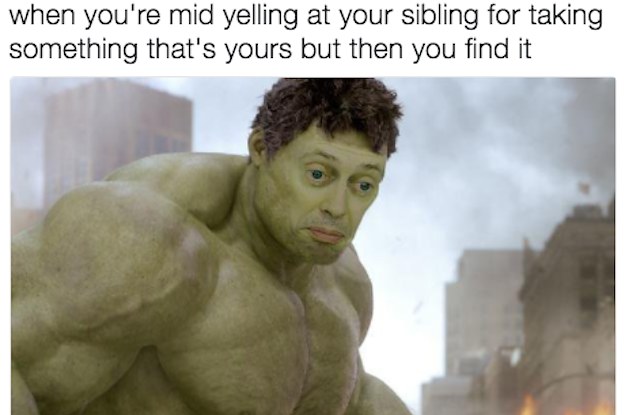 when you're mid yelling at your sibling for taking
something that's yours but then you find it